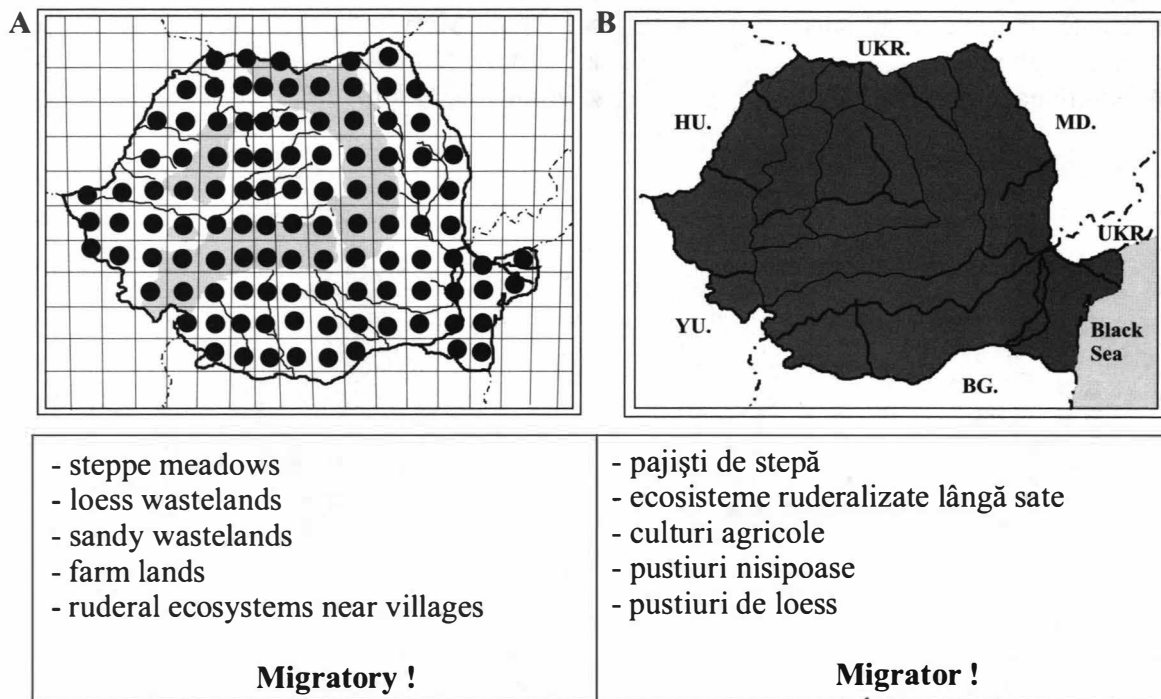 A
B
UKR.
HU.
MD.
UKR.
YU.
Black
Sea
BG.
- steppe meadows
- loess wastelands
- sandy wastelands
- farm lands
- ruderal ecosystems near villages
Migratory !
- pajişti de stepă
- ecosisteme ruderalizate lângă sate
- culturi agricole
- pustiuri nisipoase
- pustiuri de loess
Migrator !